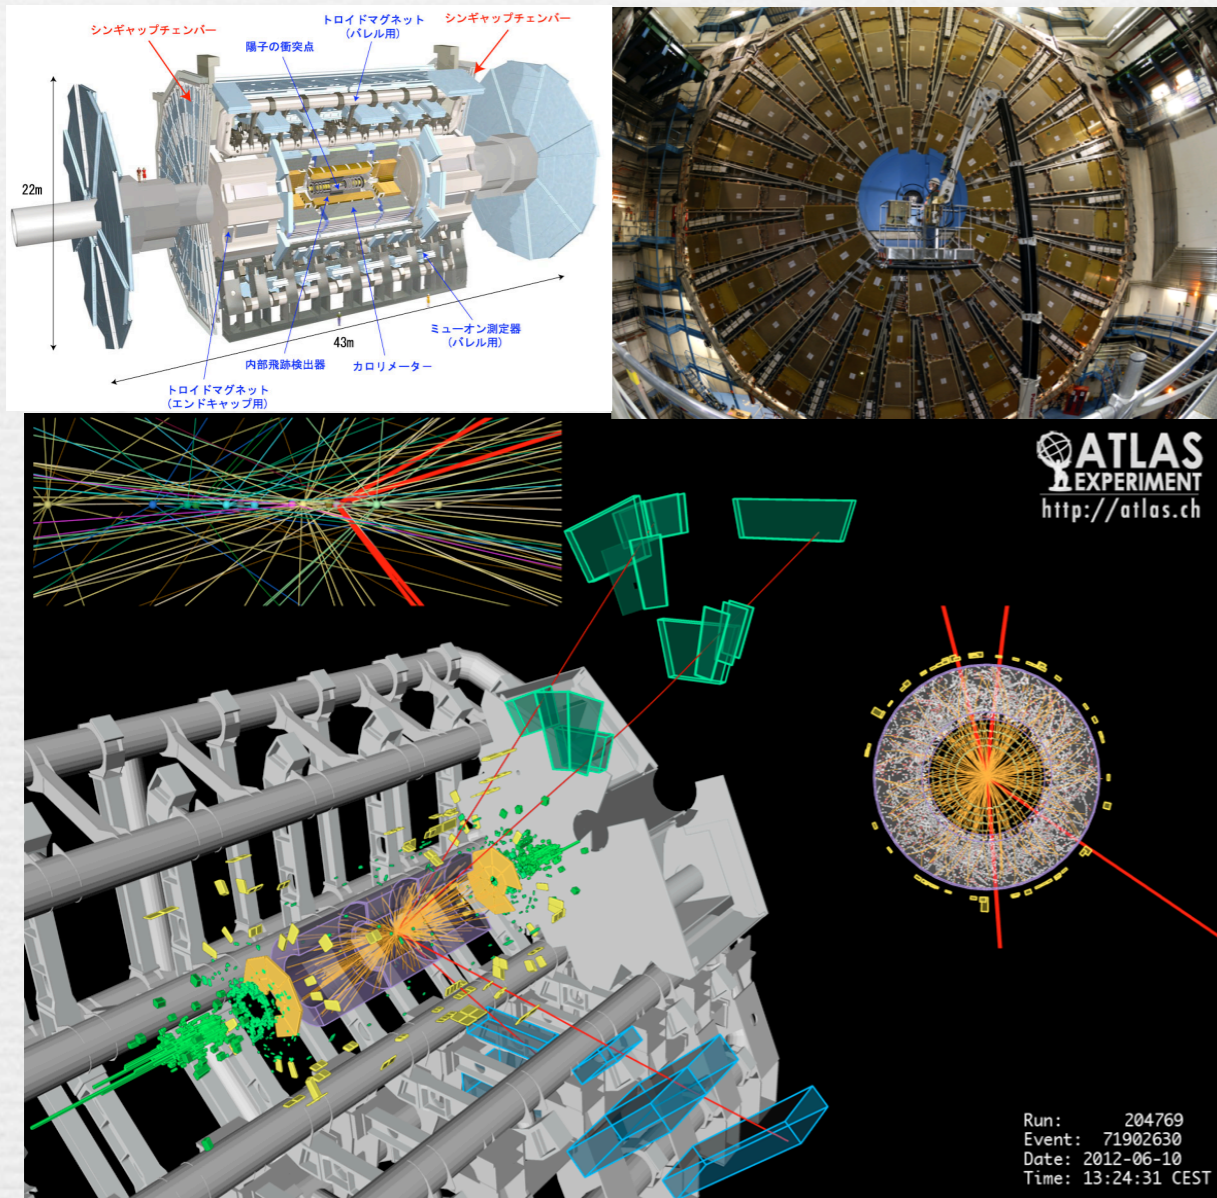 シンギャップチェンバー
トロイドマグネット
(バレル用)
シンギャップチェンバー
陽子の衝突点
22m
43m
ミューオン測定器
(バレル用)
内部飛跡検出器
カロリメーター
トロイドマグネット
(エンドキャップ用)
ATLAS
EXPERIMENT
http://atlas.ch
Run: 204769
Event: 71902630
Date: 2012-06-10
Time: 13:24:31 CEST